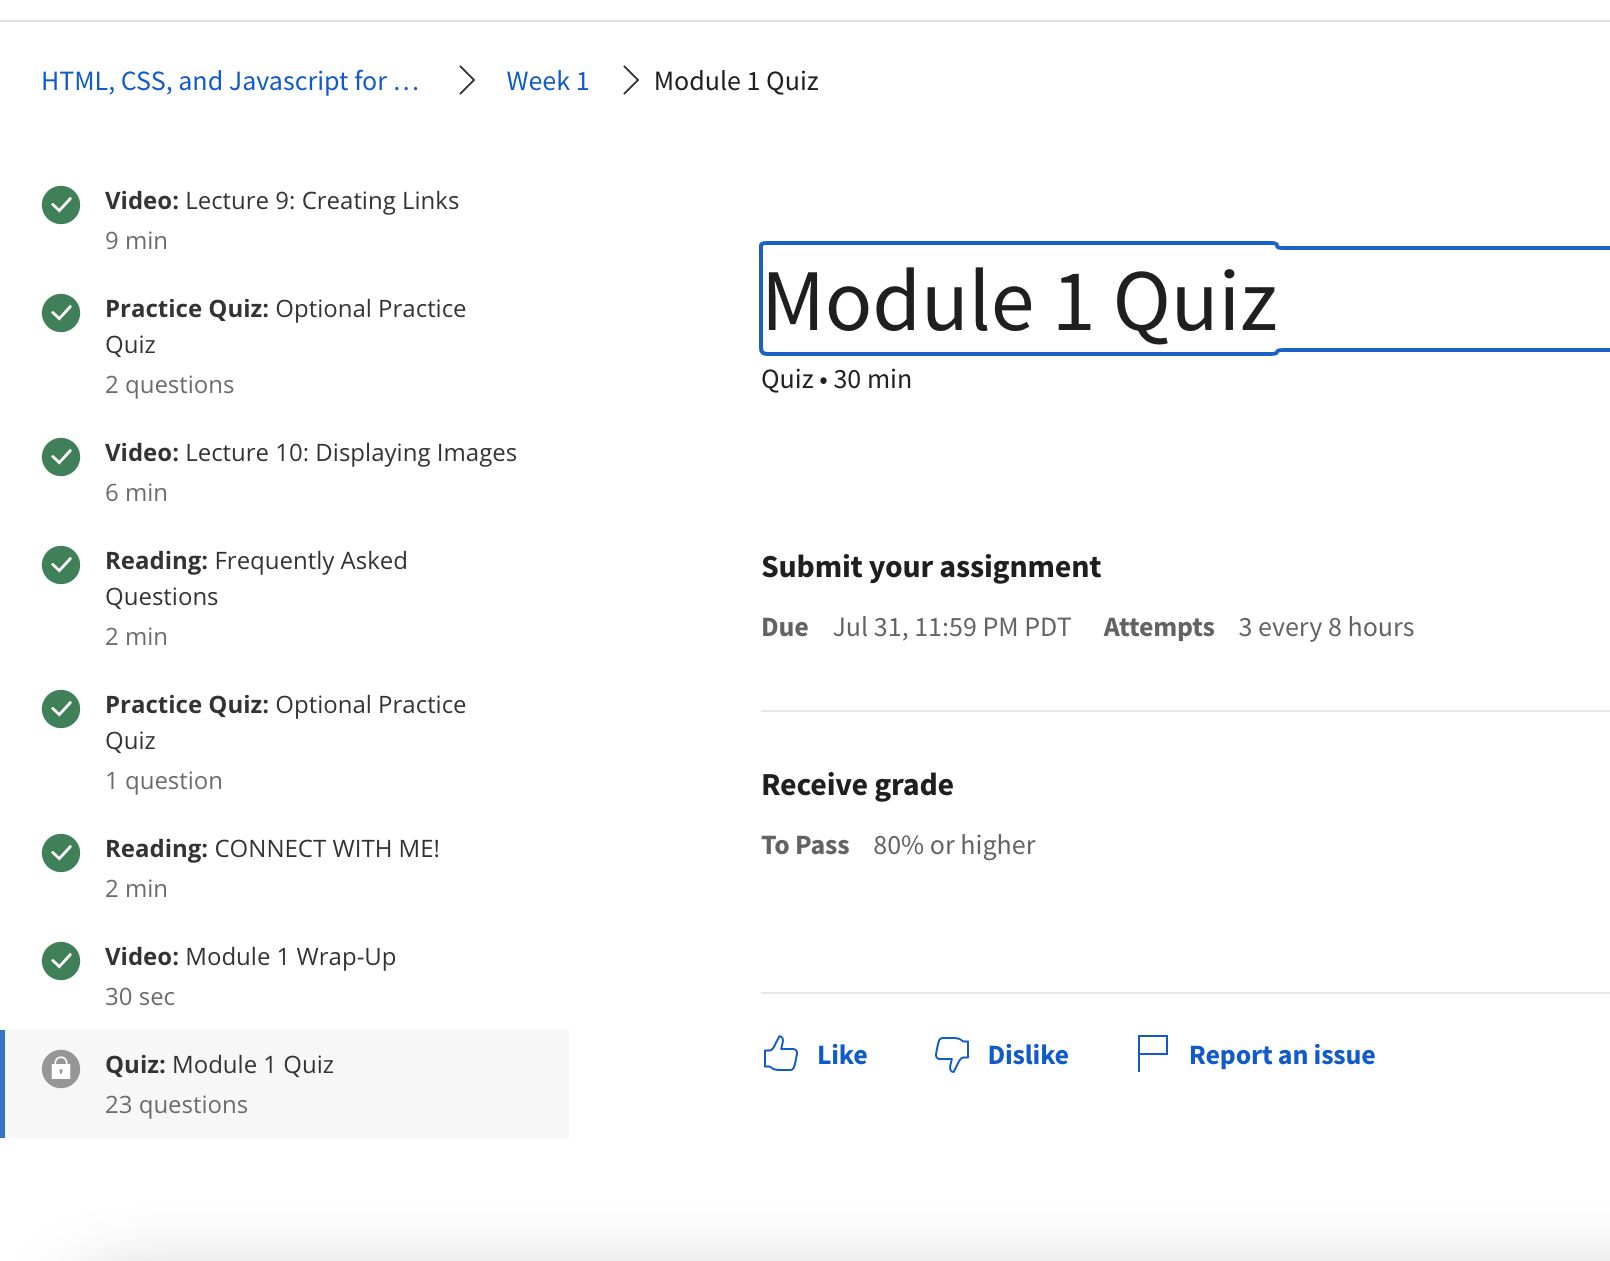 HTML, CSS, and Javascript for ...
Week 1
Module 1 Quiz
Video: Lecture 9: Creating Links
9 min
Practice Quiz: Optional Practice
Quiz
2 questions
Video: Lecture 10: Displaying Images
6 min
Reading: Frequently Asked
Questions
2 min
Practice Quiz: Optional Practice
Quiz
1 question
Reading: CONNECT WITH ME!
2 min
Video: Module 1 Wrap-Up
30 sec
Quiz: Module 1 Quiz
23 questions
Module 1 Quiz
Quiz • 30 min
Submit your assignment
Due Jul 31, 11:59 PM PDT Attempts 3 every 8 hours
Receive grade
To Pass 80% or higher
Like Dislike Report an issue